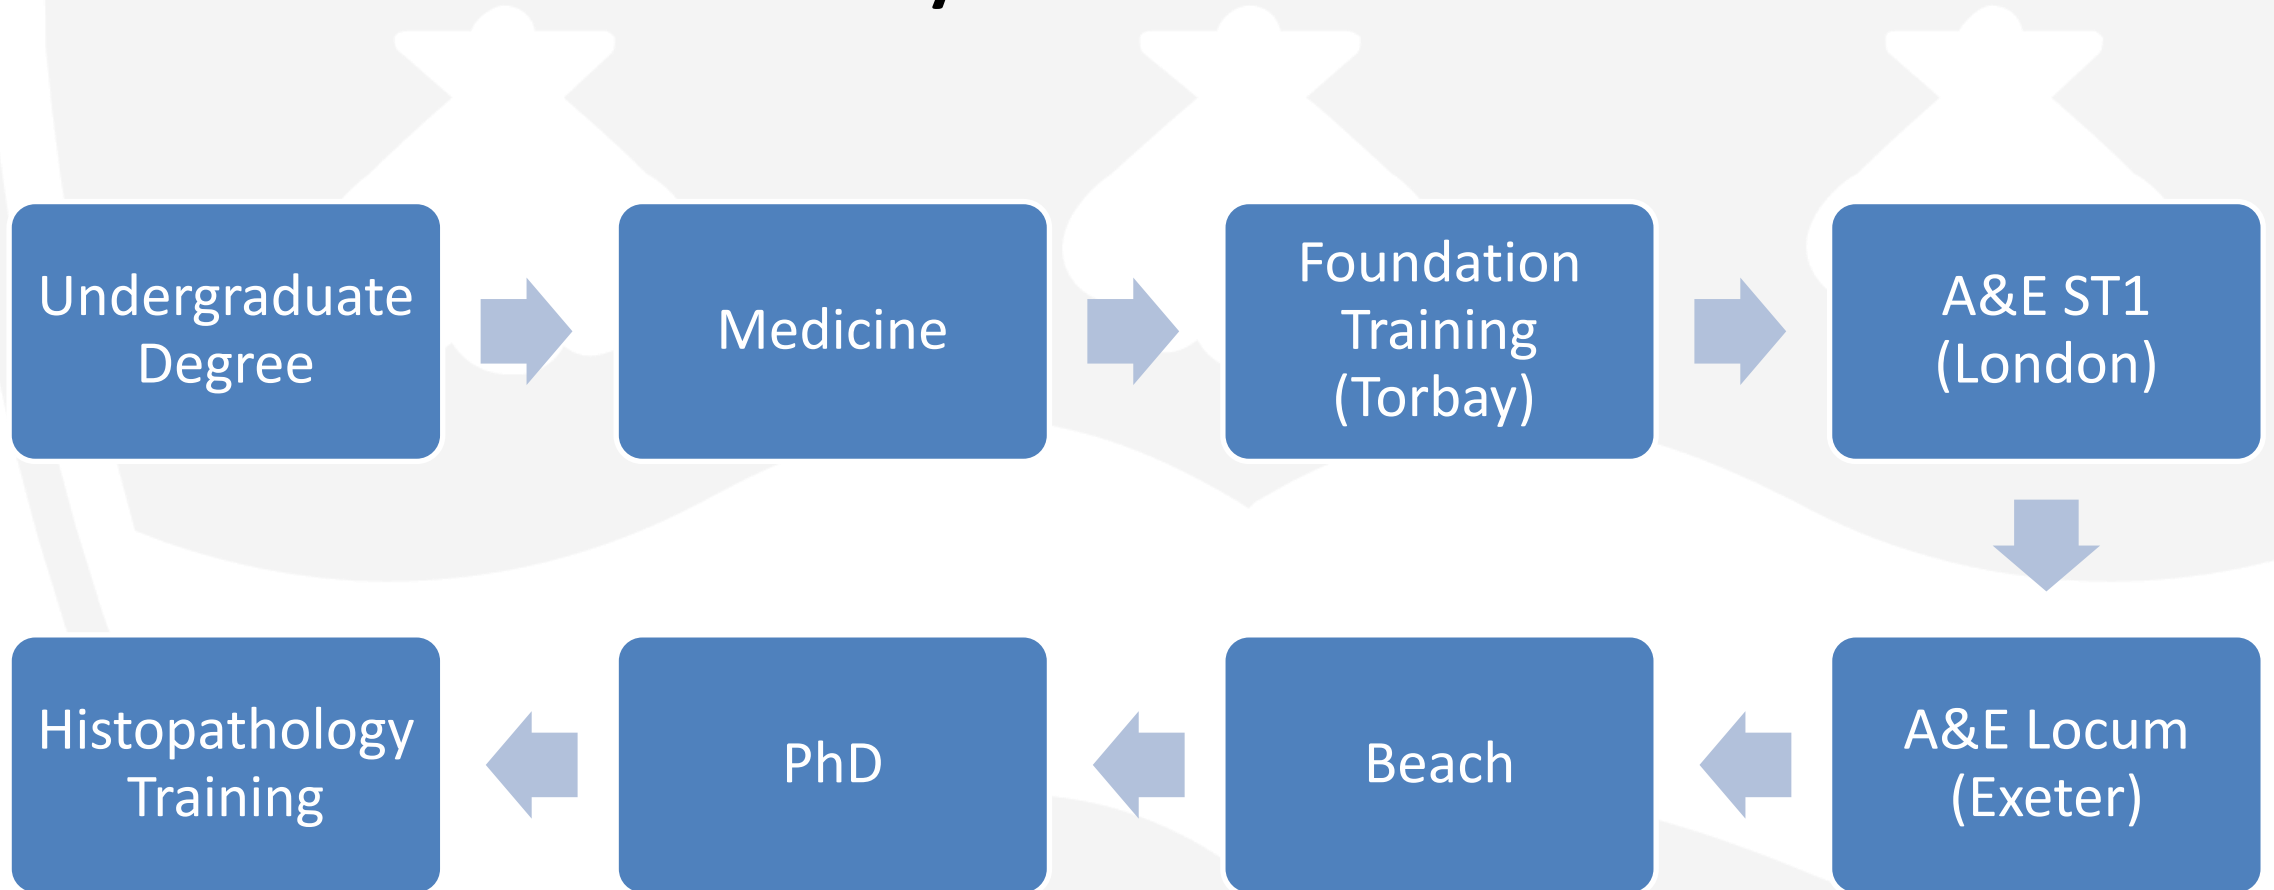 Undergraduate
Degree
Medicine
Foundation
Training
(Torbay)
A&E ST1
(London)
A&E Locum
(Exeter)
Beach
PhD
Histopathology
Training